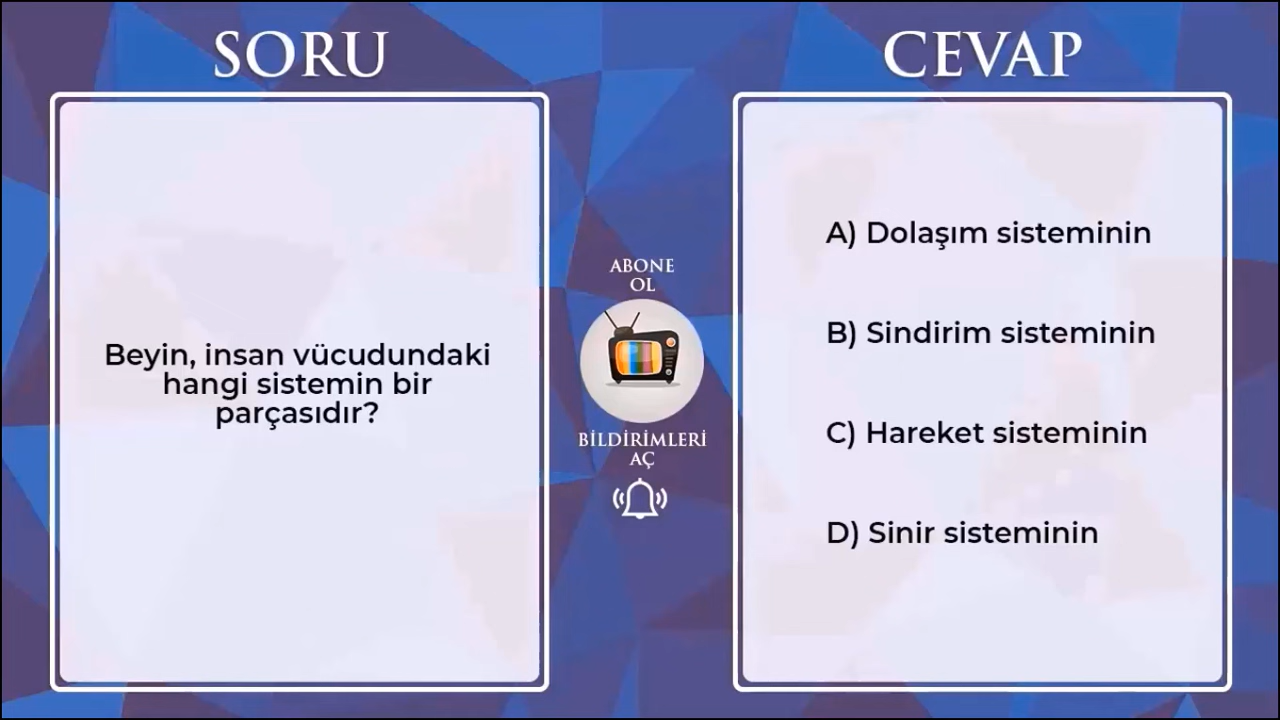 SORU
Beyin, insan vücudundaki
hangi sistemin bir
parçasıdır?
ABONE
OL
BİLDİRİMLERİ
AÇ
CEVAP
A) Dolaşım sisteminin
B) Sindirim sisteminin
C) Hareket sisteminin
D) Sinir sisteminin